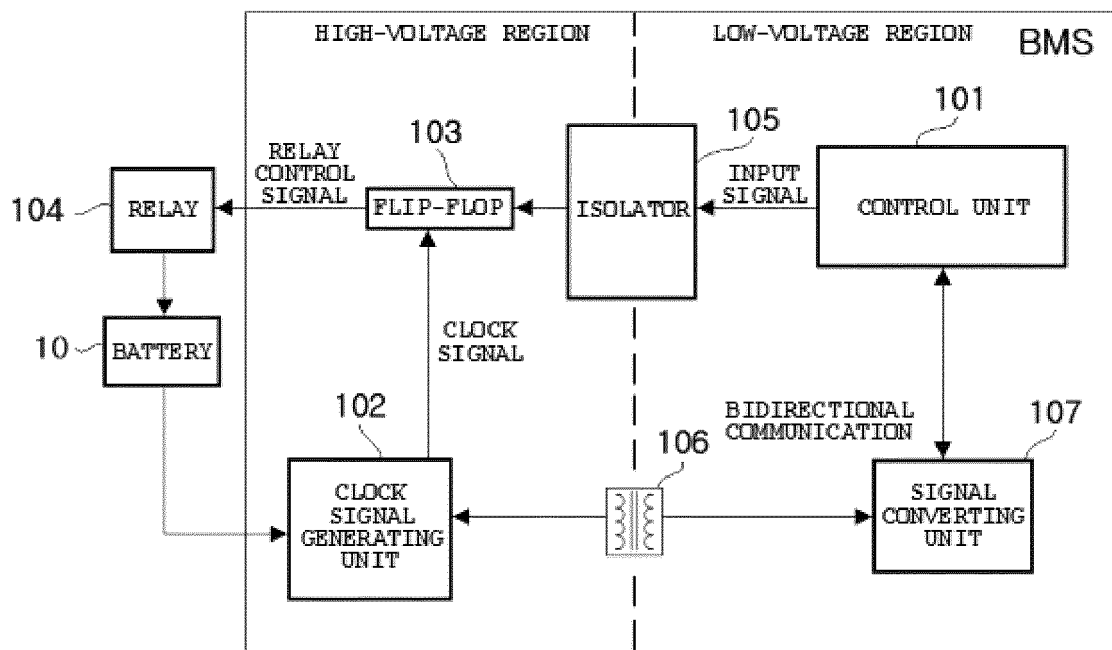 HIGH-VOLTAGE REGION
LOW-VOLTAGE REGION
BMS
103
105
101
RELAY
CONTROL
SIGNAL
INPUT
SIGNAL
104
RELAY
FLIP-FLOP
ISOLATOR
CONTROL UNIT
10
BATTERY
CLOCK
SIGNAL
102
106
BIDIRECTIONAL
COMMUNICATION
107
CLOCK
SIGNAL
GENERATING
UNIT
SIGNAL
CONVERTING
UNIT